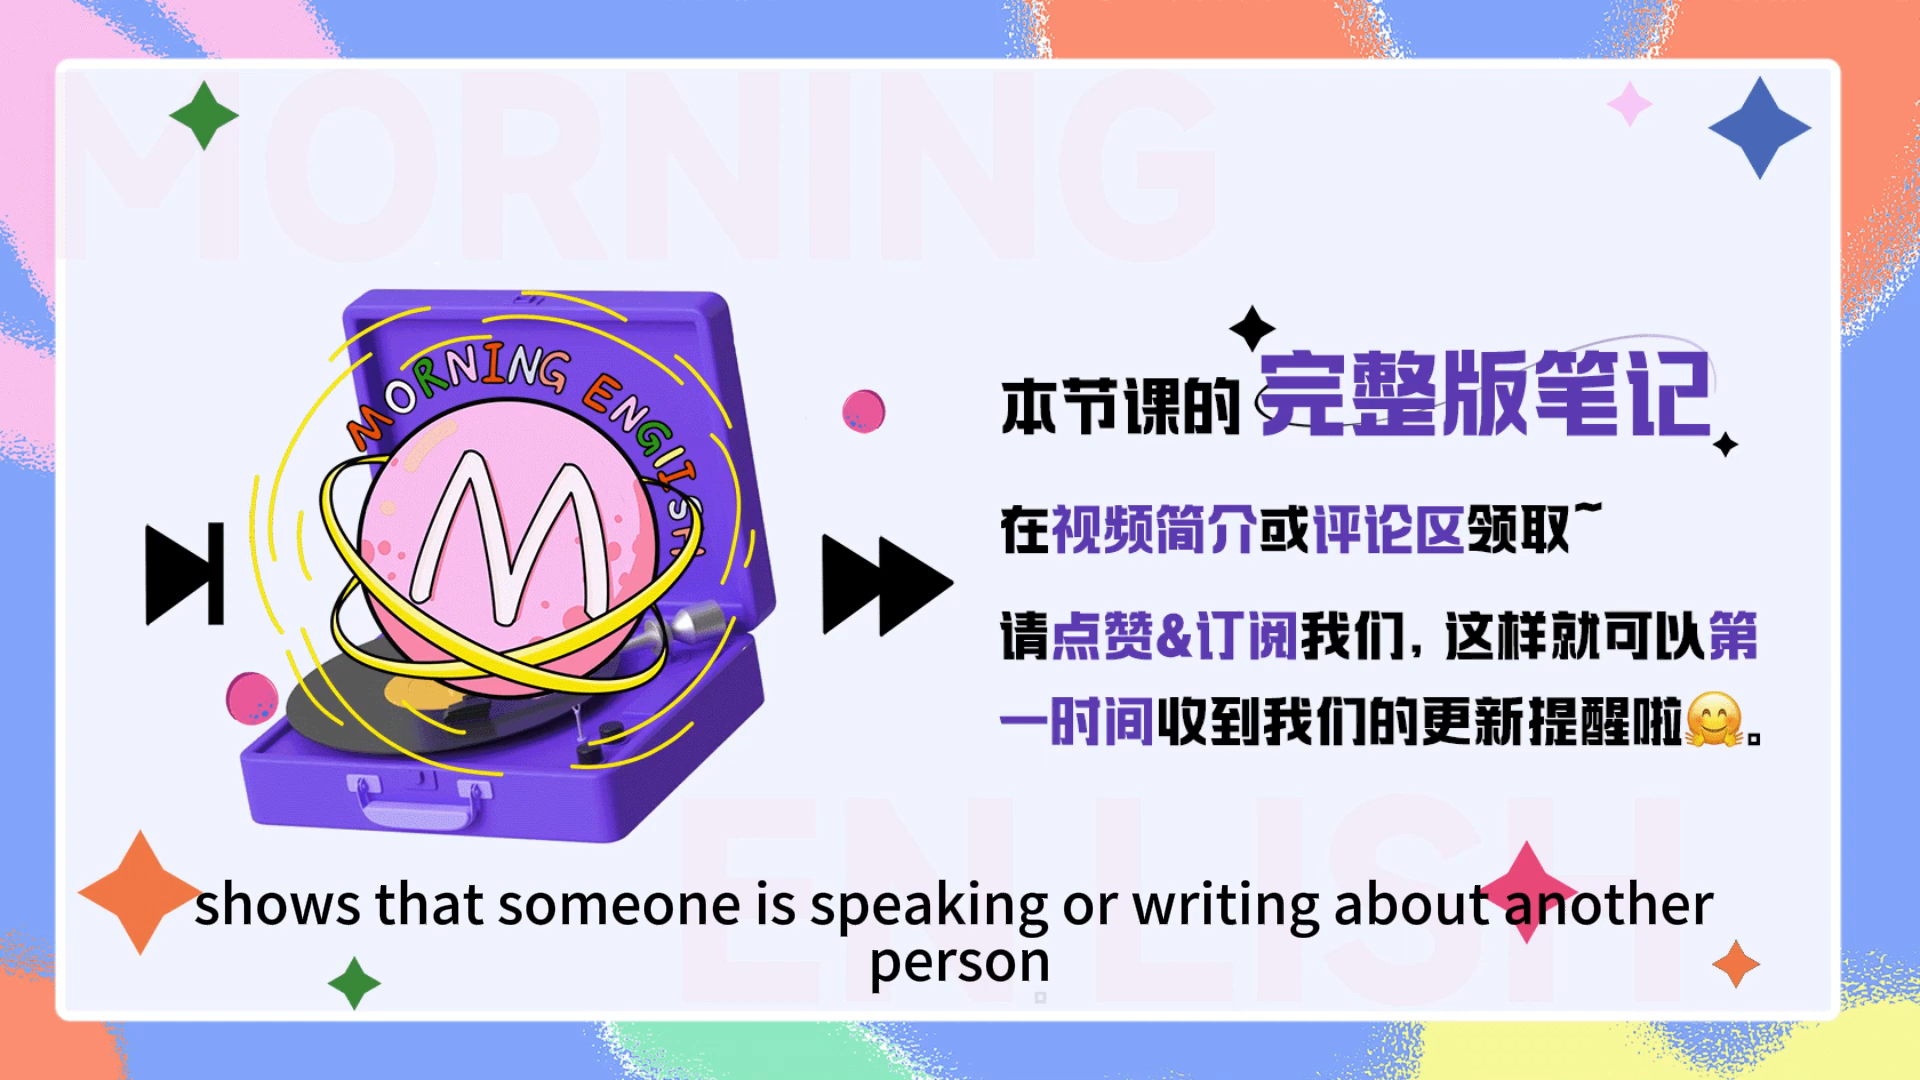 MORNING
MORNING ENGLISH
M
本节课的完整版笔记
在视频简介或评论区领取~
请点赞&订阅我们，这样就可以第
一时间收到我们的更新提醒啦🤗。
EN LISH
shows that someone is speaking or writing about another
person